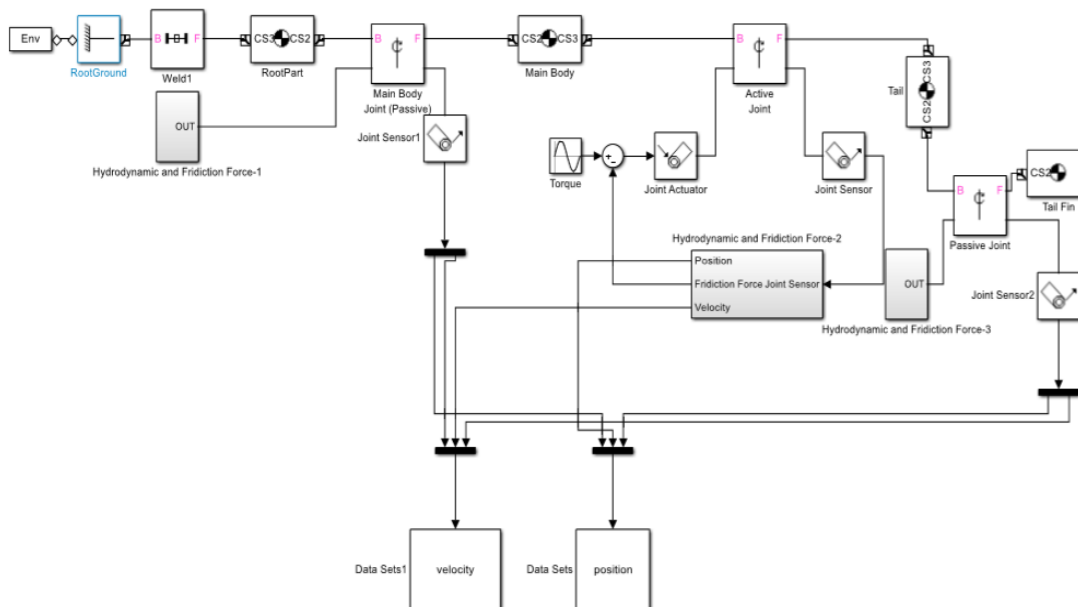 Env
RootGround
B F
Weld1
CS3 CS2
RootPart
B F
Main Body
Joint (Passive)
CS2 CS3
Main Body
B F
Active
Joint
Tail
CS2 CS3
OUT
Hydrodynamic and Fridiction Force-1
Joint Sensor1
Torque
+
-
Joint Actuator
Joint Sensor
B F
Passive Joint
CS2
Tail Fin
Hydrodynamic and Fridiction Force-2
Position
Fridiction Force Joint Sensor
Velocity
OUT
Hydrodynamic and Fridiction Force-3
Joint Sensor2
Data Sets1
velocity
Data Sets
position